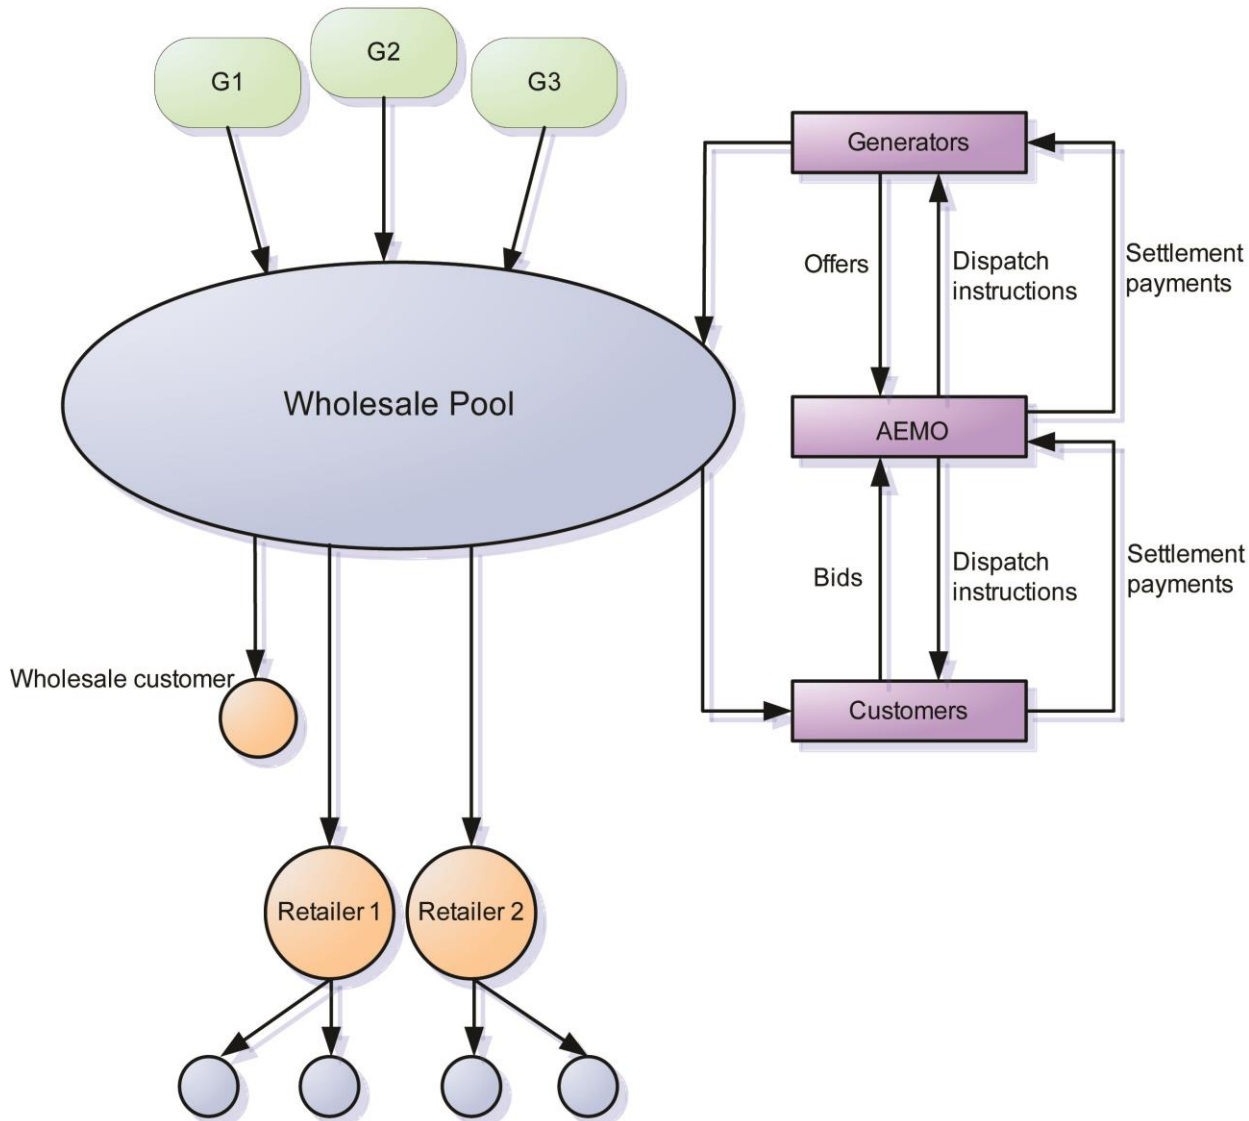 G1
G2
G3
Generators
Offers
Dispatch
instructions
Settlement
payments
Wholesale Pool
AEMO
Bids
Dispatch
instructions
Settlement
payments
Wholesale customer
Customers
Retailer 1
Retailer 2